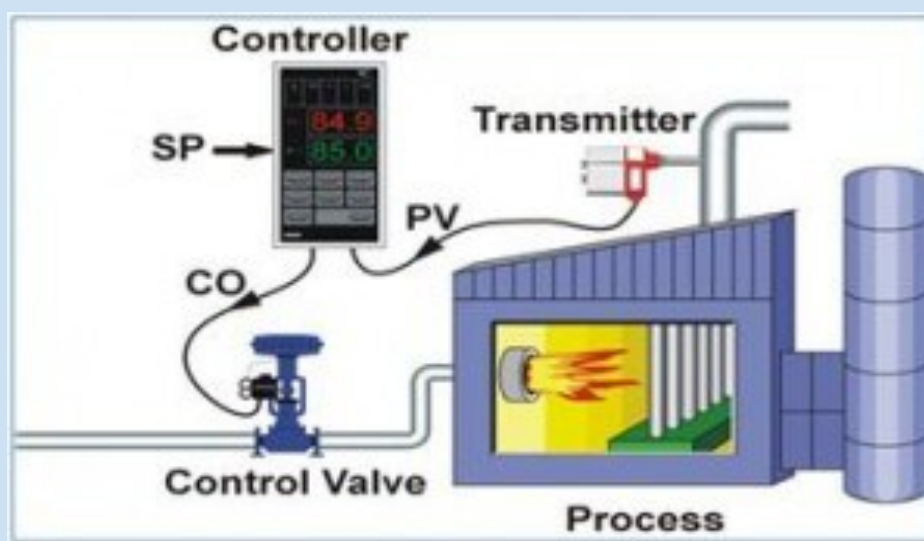 Controller
84.9
85.0
SP
Transmitter
PV
CO
Control Valve
Process